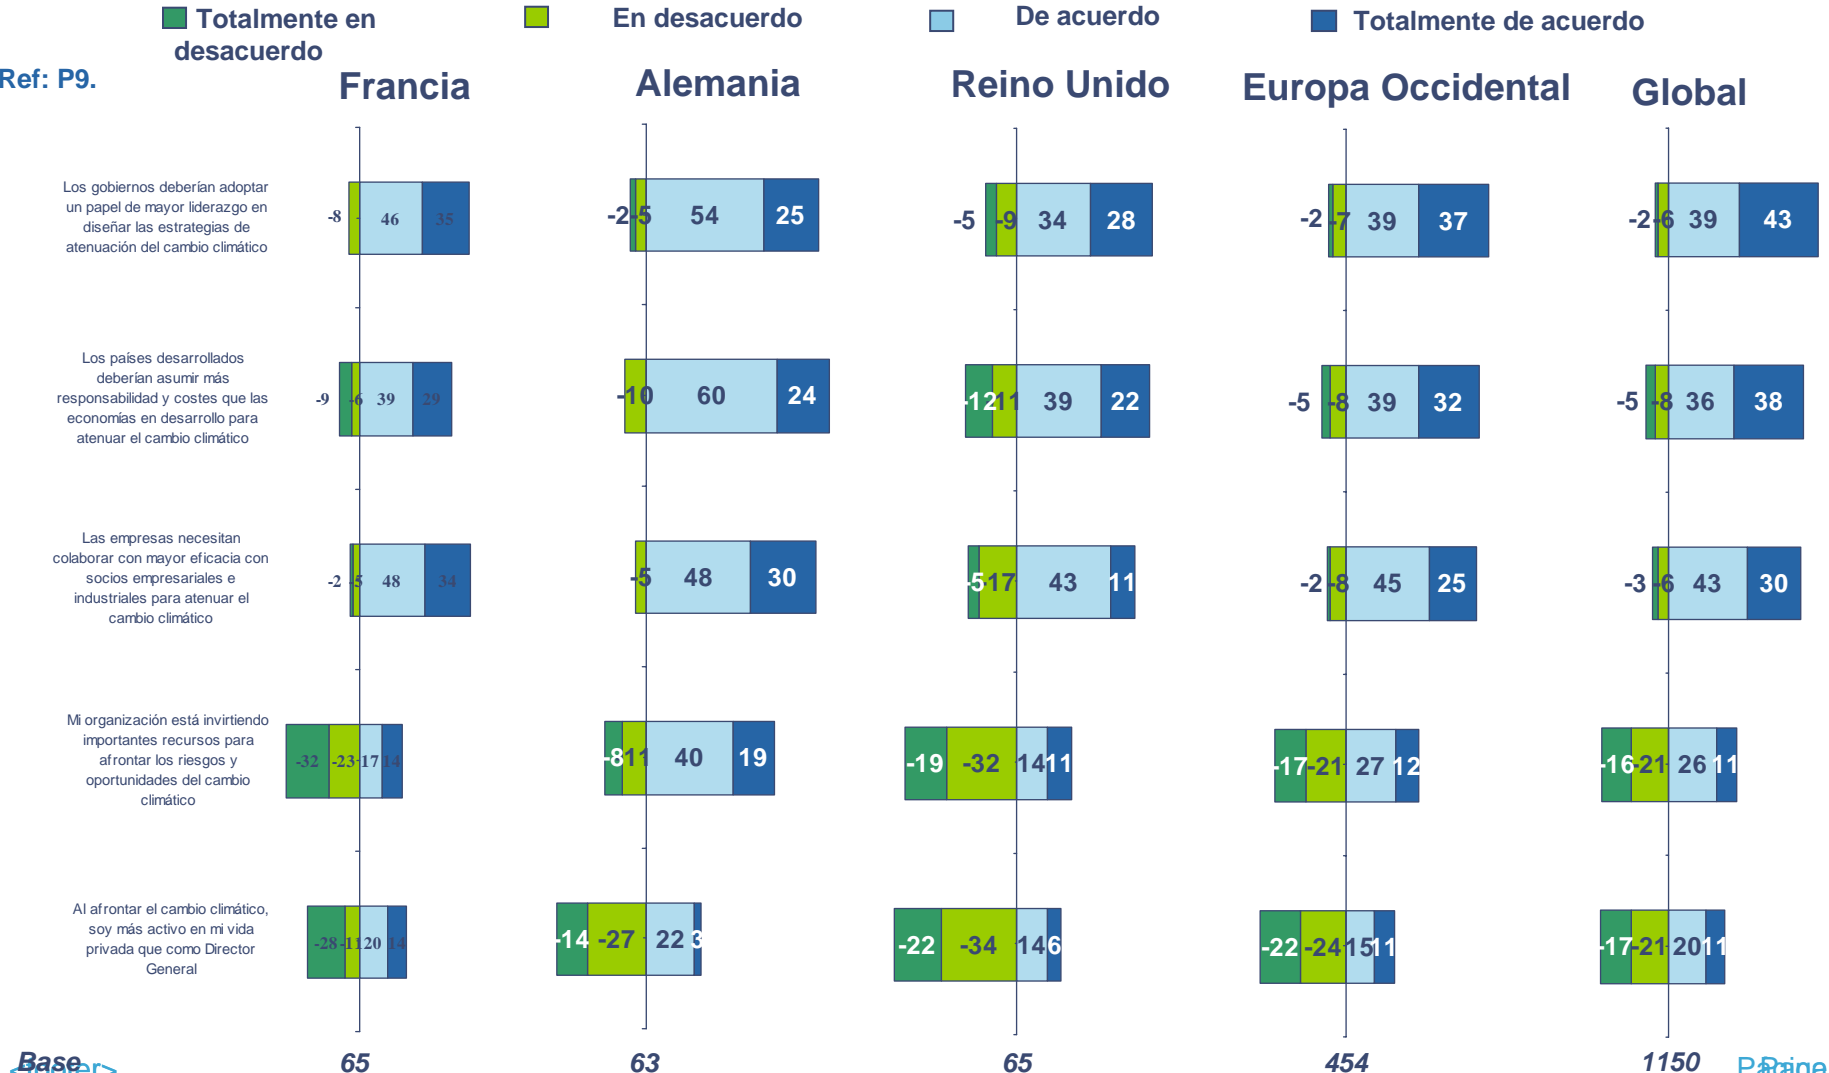 Totalmente en
desacuerdo
En desacuerdo
De acuerdo
Totalmente de acuerdo
Ref: P9.
Francia
Alemania
Reino Unido
Europa Occidental
Global
Los gobiernos deberían adoptar
un papel de mayor liderazgo en
diseñar las estrategias de
atenuación del cambio climático
-8 46 35
-2 -5 54 25
-5 -9 34 28
-2 -7 39 37
-2 -6 39 43
Los países desarrollados
deberían asumir más
responsabilidad y costes que las
economías en desarrollo para
atenuar el cambio climático
-9 -6 39 29
-10 60 24
-12 11 39 22
-5 -8 39 32
-5 -8 36 38
Las empresas necesitan
colaborar con mayor eficacia con
socios empresariales e
industriales para atenuar el
cambio climático
-2 -5 48 34
-5 48 30
-5 -17 43 11
-2 -8 45 25
-3 -6 43 30
Mi organización está invirtiendo
importantes recursos para
afrontar los riesgos y
oportunidades del cambio
climático
-32 -23 17 14
-8 11 40 19
-19 -32 14 11
-17 -21 27 12
-16 -21 26 11
Al afrontar el cambio climático,
soy más activo en mi vida
privada que como Director
General
-28 -11 20 14
-14 -27 22 3
-22 -34 14 6
-22 -24 15 11
-17 -21 20 11
Base 65 63 65 454 1150